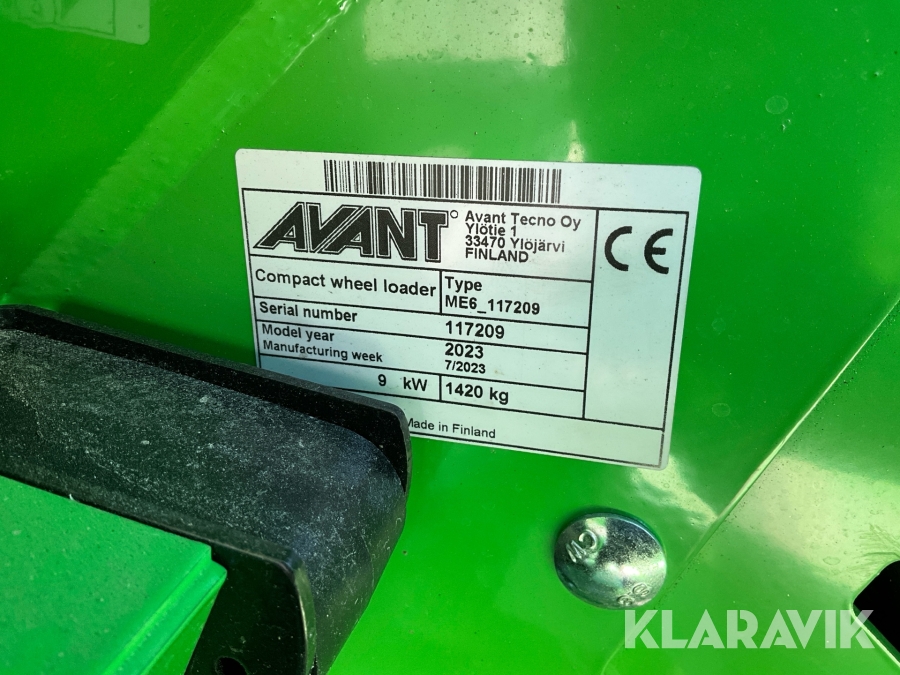 AVANT
Avant Tecno Oy
Ylötie 1
33470 Ylöjärvi
FINLAND
CE
Compact wheel loader
Type
ME6_117209
Serial number
117209
Model year
2023
Manufacturing week
7/2023
9 kW
1420 kg
Made in Finland
KLARAVIK